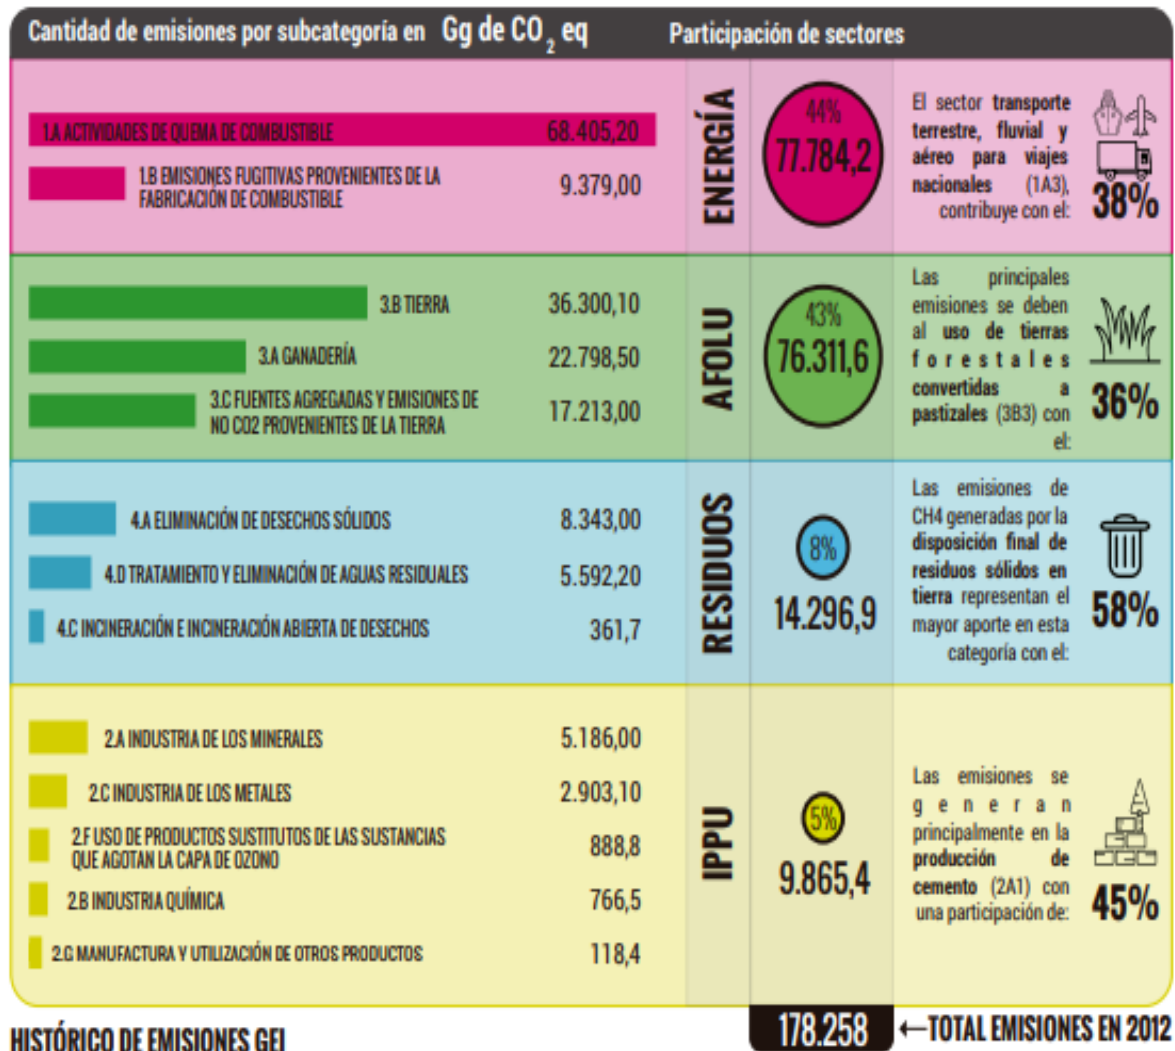 Cantidad de emisiones por subcategoría en Gg de CO₂ eq
Participación de sectores
1.A ACTIVIDADES DE QUEMA DE COMBUSTIBLE 68.405,20
1.B EMISIONES FUGITIVAS PROVENIENTES DE LA
FABRICACIÓN DE COMBUSTIBLE 9.379,00
ENERGÍA
44%
77.784,2
El sector transporte
terrestre, fluvial y
aéreo para viajes
nacionales (1A3),
contribuye con el:
38%
3.B TIERRA 36.300,10
3.A GANADERÍA 22.798,50
3.C FUENTES AGREGADAS Y EMISIONES DE
NO CO2 PROVENIENTES DE LA TIERRA 17.213,00
AFOLU
43%
76.311,6
Las principales
emisiones se deben
al uso de tierras
forestales
convertidas a
pastizales (3B3) con
el:
36%
4.A ELIMINACIÓN DE DESECHOS SÓLIDOS 8.343,00
4.D TRATAMIENTO Y ELIMINACIÓN DE AGUAS RESIDUALES 5.592,20
4.C INCINERACIÓN E INCINERACIÓN ABIERTA DE DESECHOS 361,7
RESIDUOS
8%
14.296,9
Las emisiones de
CH4 generadas por la
disposición final de
residuos sólidos en
tierra representan el
mayor aporte en esta
categoría con el:
58%
2.A INDUSTRIA DE LOS MINERALES 5.186,00
2.C INDUSTRIA DE LOS METALES 2.903,10
2.F USO DE PRODUCTOS SUSTITUTOS DE LAS SUSTANCIAS
QUE AGOTAN LA CAPA DE OZONO 888,8
2.B INDUSTRIA QUÍMICA 766,5
2.G MANUFACTURA Y UTILIZACIÓN DE OTROS PRODUCTOS 118,4
IPPU
5%
9.865,4
Las emisiones se
generan
principalmente en la
producción de
cemento (2A1) con
una participación de:
45%
178.258 ←TOTAL EMISIONES EN 2012
HISTÓRICO DE EMISIONES GEI